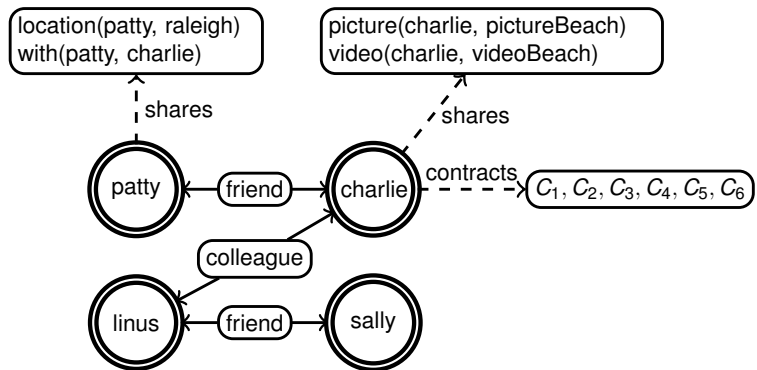 location(patty, raleigh)
with(patty, charlie)
picture(charlie, pictureBeach)
video(charlie, videoBeach)
shares
shares
patty
friend
charlie
contracts
C₁, C₂, C₃, C₄, C₅, C₆
colleague
linus
friend
sally